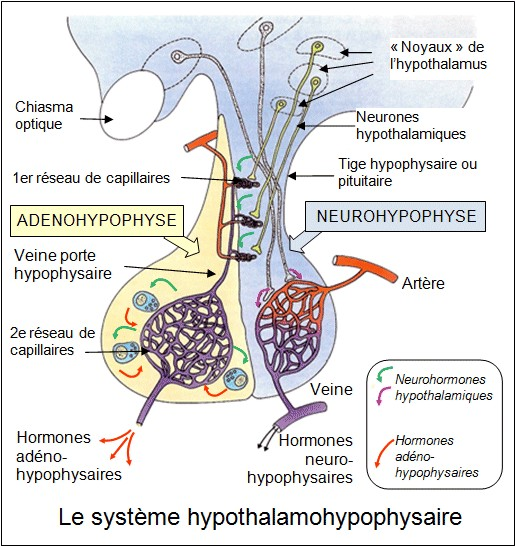 « Noyaux » de
l'hypothalamus
Chiasma
optique
Neurones
hypothalamiques
1er réseau de capillaires
Tige hypophysaire ou
pituitaire
ADENOHYPOPHYSE
NEUROHYPOPHYSE
Veine porte
hypophysaire
Artère
2e réseau de
capillaires
Neurohormones
hypothalamiques
Veine
Hormones
adéno-
hypophysaires
Hormones
neuro-
hypophysaires
Hormones
adéno-
hypophysaires
Le système hypothalamohypophysaire